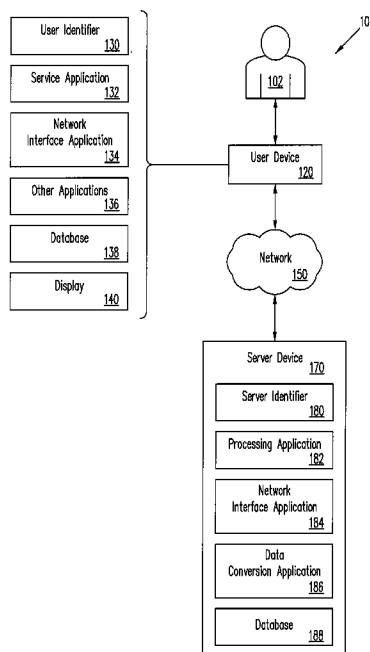 10
User Identifier
130
Service Application
132
Network
Interface Application
134
Other Applications
136
Database
138
Display
140
102
User Device
120
Network
150
Server Device
170
Server Identifier
180
Processing Application
182
Network
Interface Application
184
Data
Conversion Application
186
Database
188